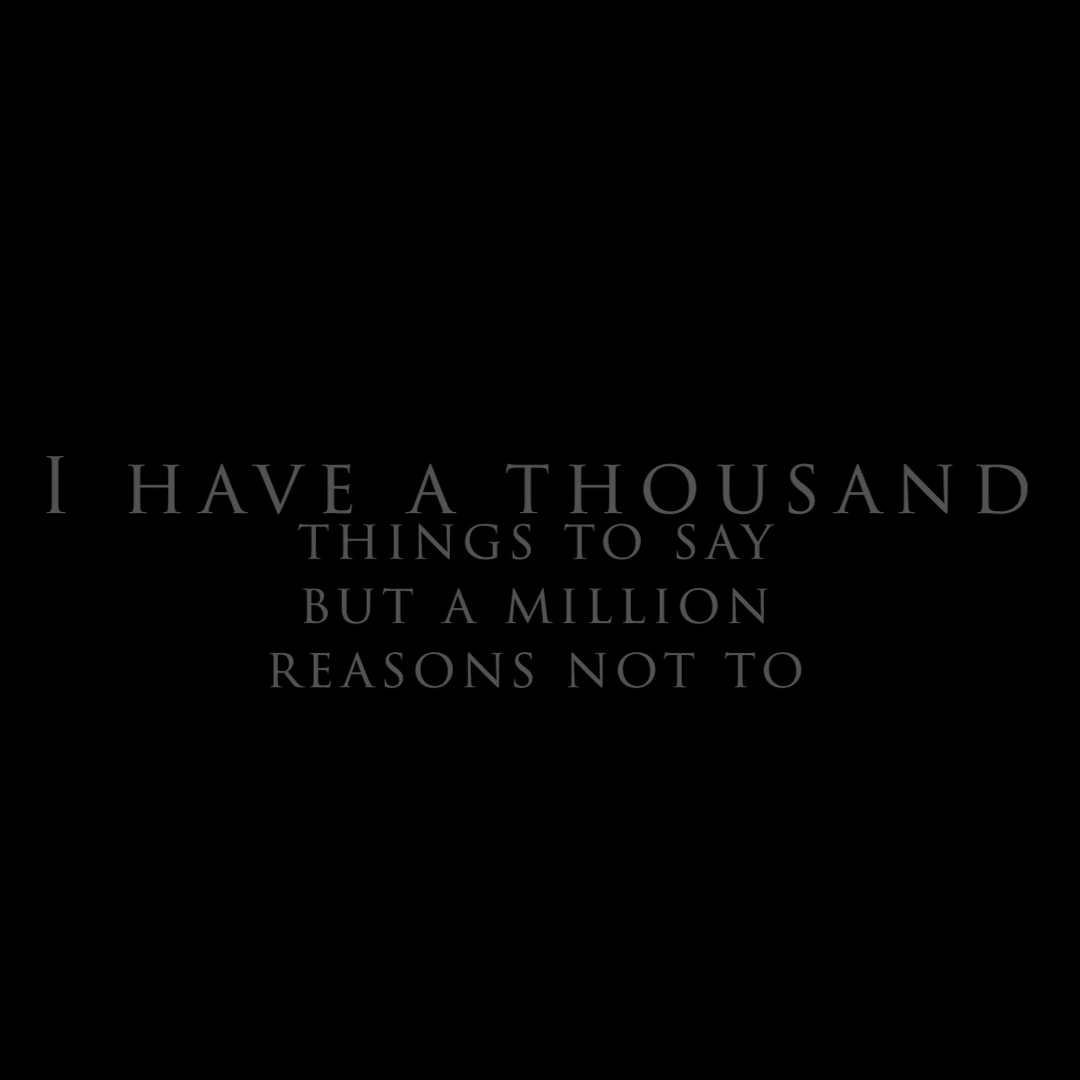 I HAVE A THOUSAND
THINGS TO SAY
BUT A MILLION
REASONS NOT TO